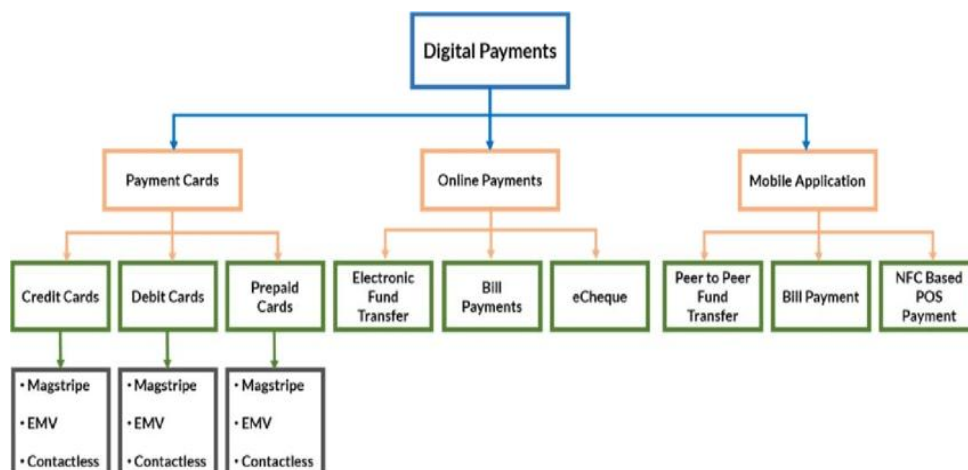 Digital Payments
Payment Cards
Online Payments
Mobile Application
Credit Cards
Debit Cards
Prepaid
Cards
Electronic
Fund
Transfer
Bill
Payments
eCheque
Peer to Peer
Fund
Transfer
Bill Payment
NFC Based
POS
Payment
• Magstripe
• EMV
• Contactless
• Magstripe
• EMV
• Contactless
• Magstripe
• EMV
• Contactless